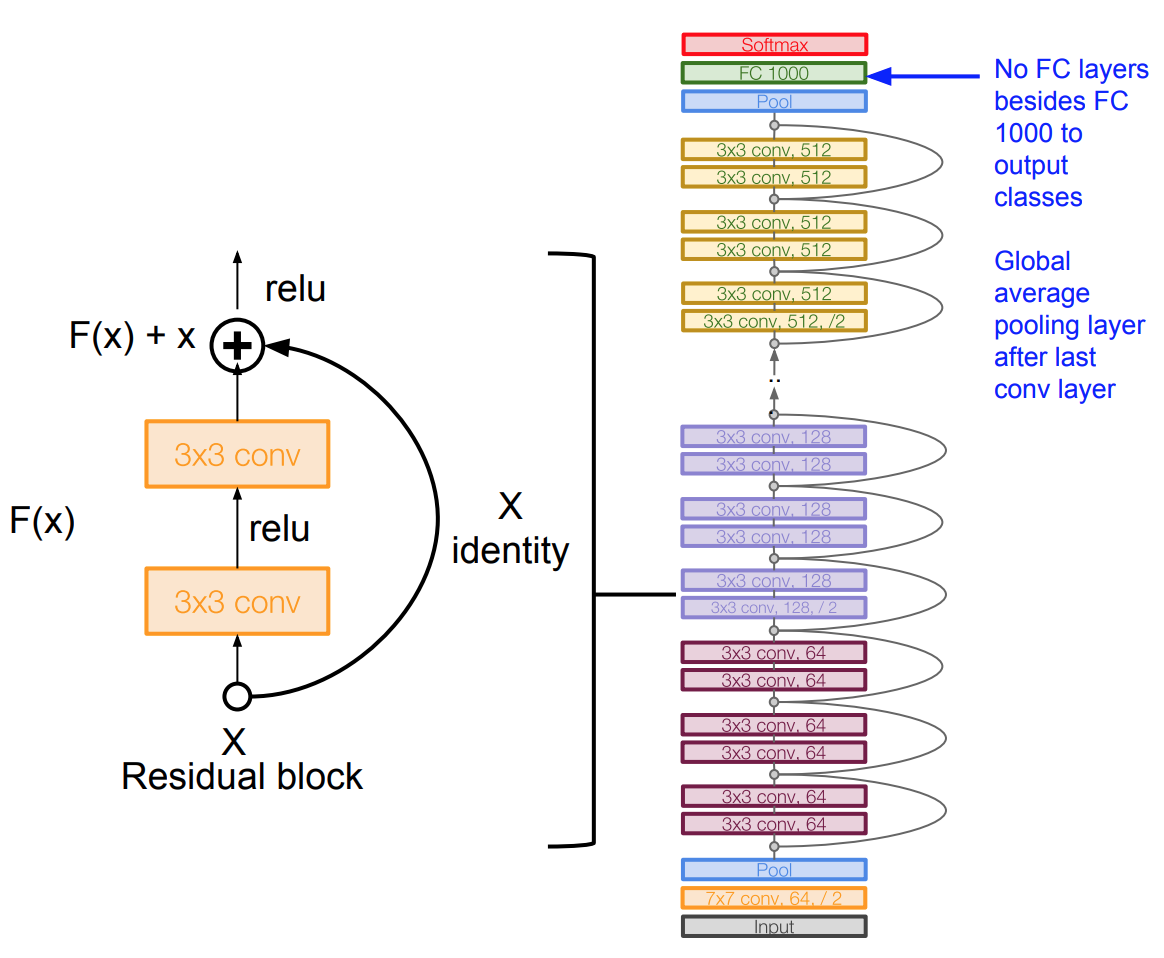 relu
F(x) + x
3x3 conv
F(x)
relu
X
identity
3x3 conv
X
Residual block
Softmax
FC 1000
Pool
3x3 conv, 512
3x3 conv, 512
3x3 conv, 512
3x3 conv, 512
3x3 conv, 512
3x3 conv, 512, /2
..
3x3 conv, 128
3x3 conv, 128
3x3 conv, 128
3x3 conv, 128
3x3 conv, 128
3x3 conv, 128, / 2
3x3 conv, 64
3x3 conv, 64
3x3 conv, 64
3x3 conv, 64
3x3 conv, 64
3x3 conv, 64
Pool
7x7 conv, 64, / 2
Input
No FC layers
besides FC
1000 to
output
classes
Global
average
pooling layer
after last
conv layer